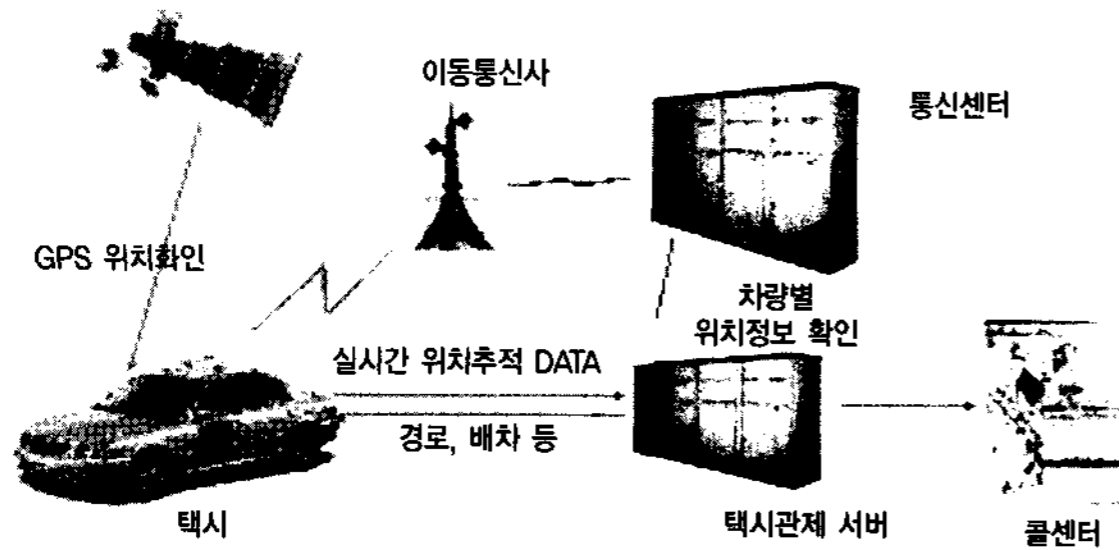 이동통신사
통신센터
GPS 위치확인
차량별
위치정보 확인
실시간 위치추적 DATA
경로, 배차 등
택시
택시관제 서버
콜센터